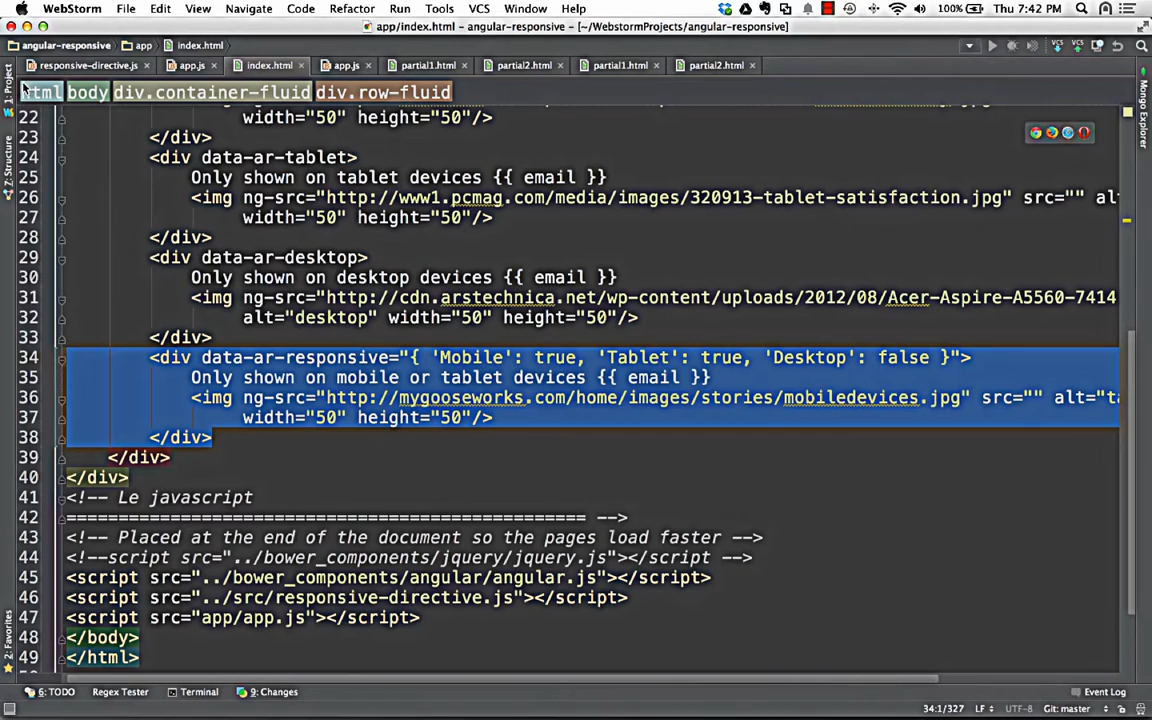 WebStorm File Edit View Navigate Code Refactor Run Tools VCS Window Help 100% Thu 7:42 PM
app/index.html - angular-responsive - [~/WebstormProjects/angular-responsive]
angular-responsive app index.html
responsive-directive.js app.js index.html app.js partial1.html partial2.html partial1.html partial2.html
html body div.container-fluid div.row-fluid
1: Project
Z: Structure
2: Favorites
Mongo Explorer
22 width="50" height="50"/>
23 </div>
24 <div data-ar-tablet>
25 Only shown on tablet devices {{ email }}
26 <img ng-src="http://www1.pcmag.com/media/images/320913-tablet-satisfaction.jpg" src="" al
27 width="50" height="50"/>
28 </div>
29 <div data-ar-desktop>
30 Only shown on desktop devices {{ email }}
31 <img ng-src="http://cdn.arstechnica.net/wp-content/uploads/2012/08/Acer-Aspire-A5560-7414
32 alt="desktop" width="50" height="50"/>
33 </div>
34 <div data-ar-responsive="{ 'Mobile': true, 'Tablet': true, 'Desktop': false }">
35 Only shown on mobile or tablet devices {{ email }}
36 <img ng-src="http://mygooseworks.com/home/images/stories/mobiledevices.jpg" src="" alt="ta
37 width="50" height="50"/>
38 </div>
39 </div>
40 </div>
41 <!-- Le javascript
42 ================================================== -->
43 <!-- Placed at the end of the document so the pages load faster -->
44 <!--script src="../bower_components/jquery/jquery.js"></script -->
45 <script src="../bower_components/angular/angular.js"></script>
46 <script src="../src/responsive-directive.js"></script>
47 <script src="app/app.js"></script>
48 </body>
49 </html>
6: TODO Regex Tester Terminal 9: Changes Event Log
34:1/327 LF UTF-8 Git: master